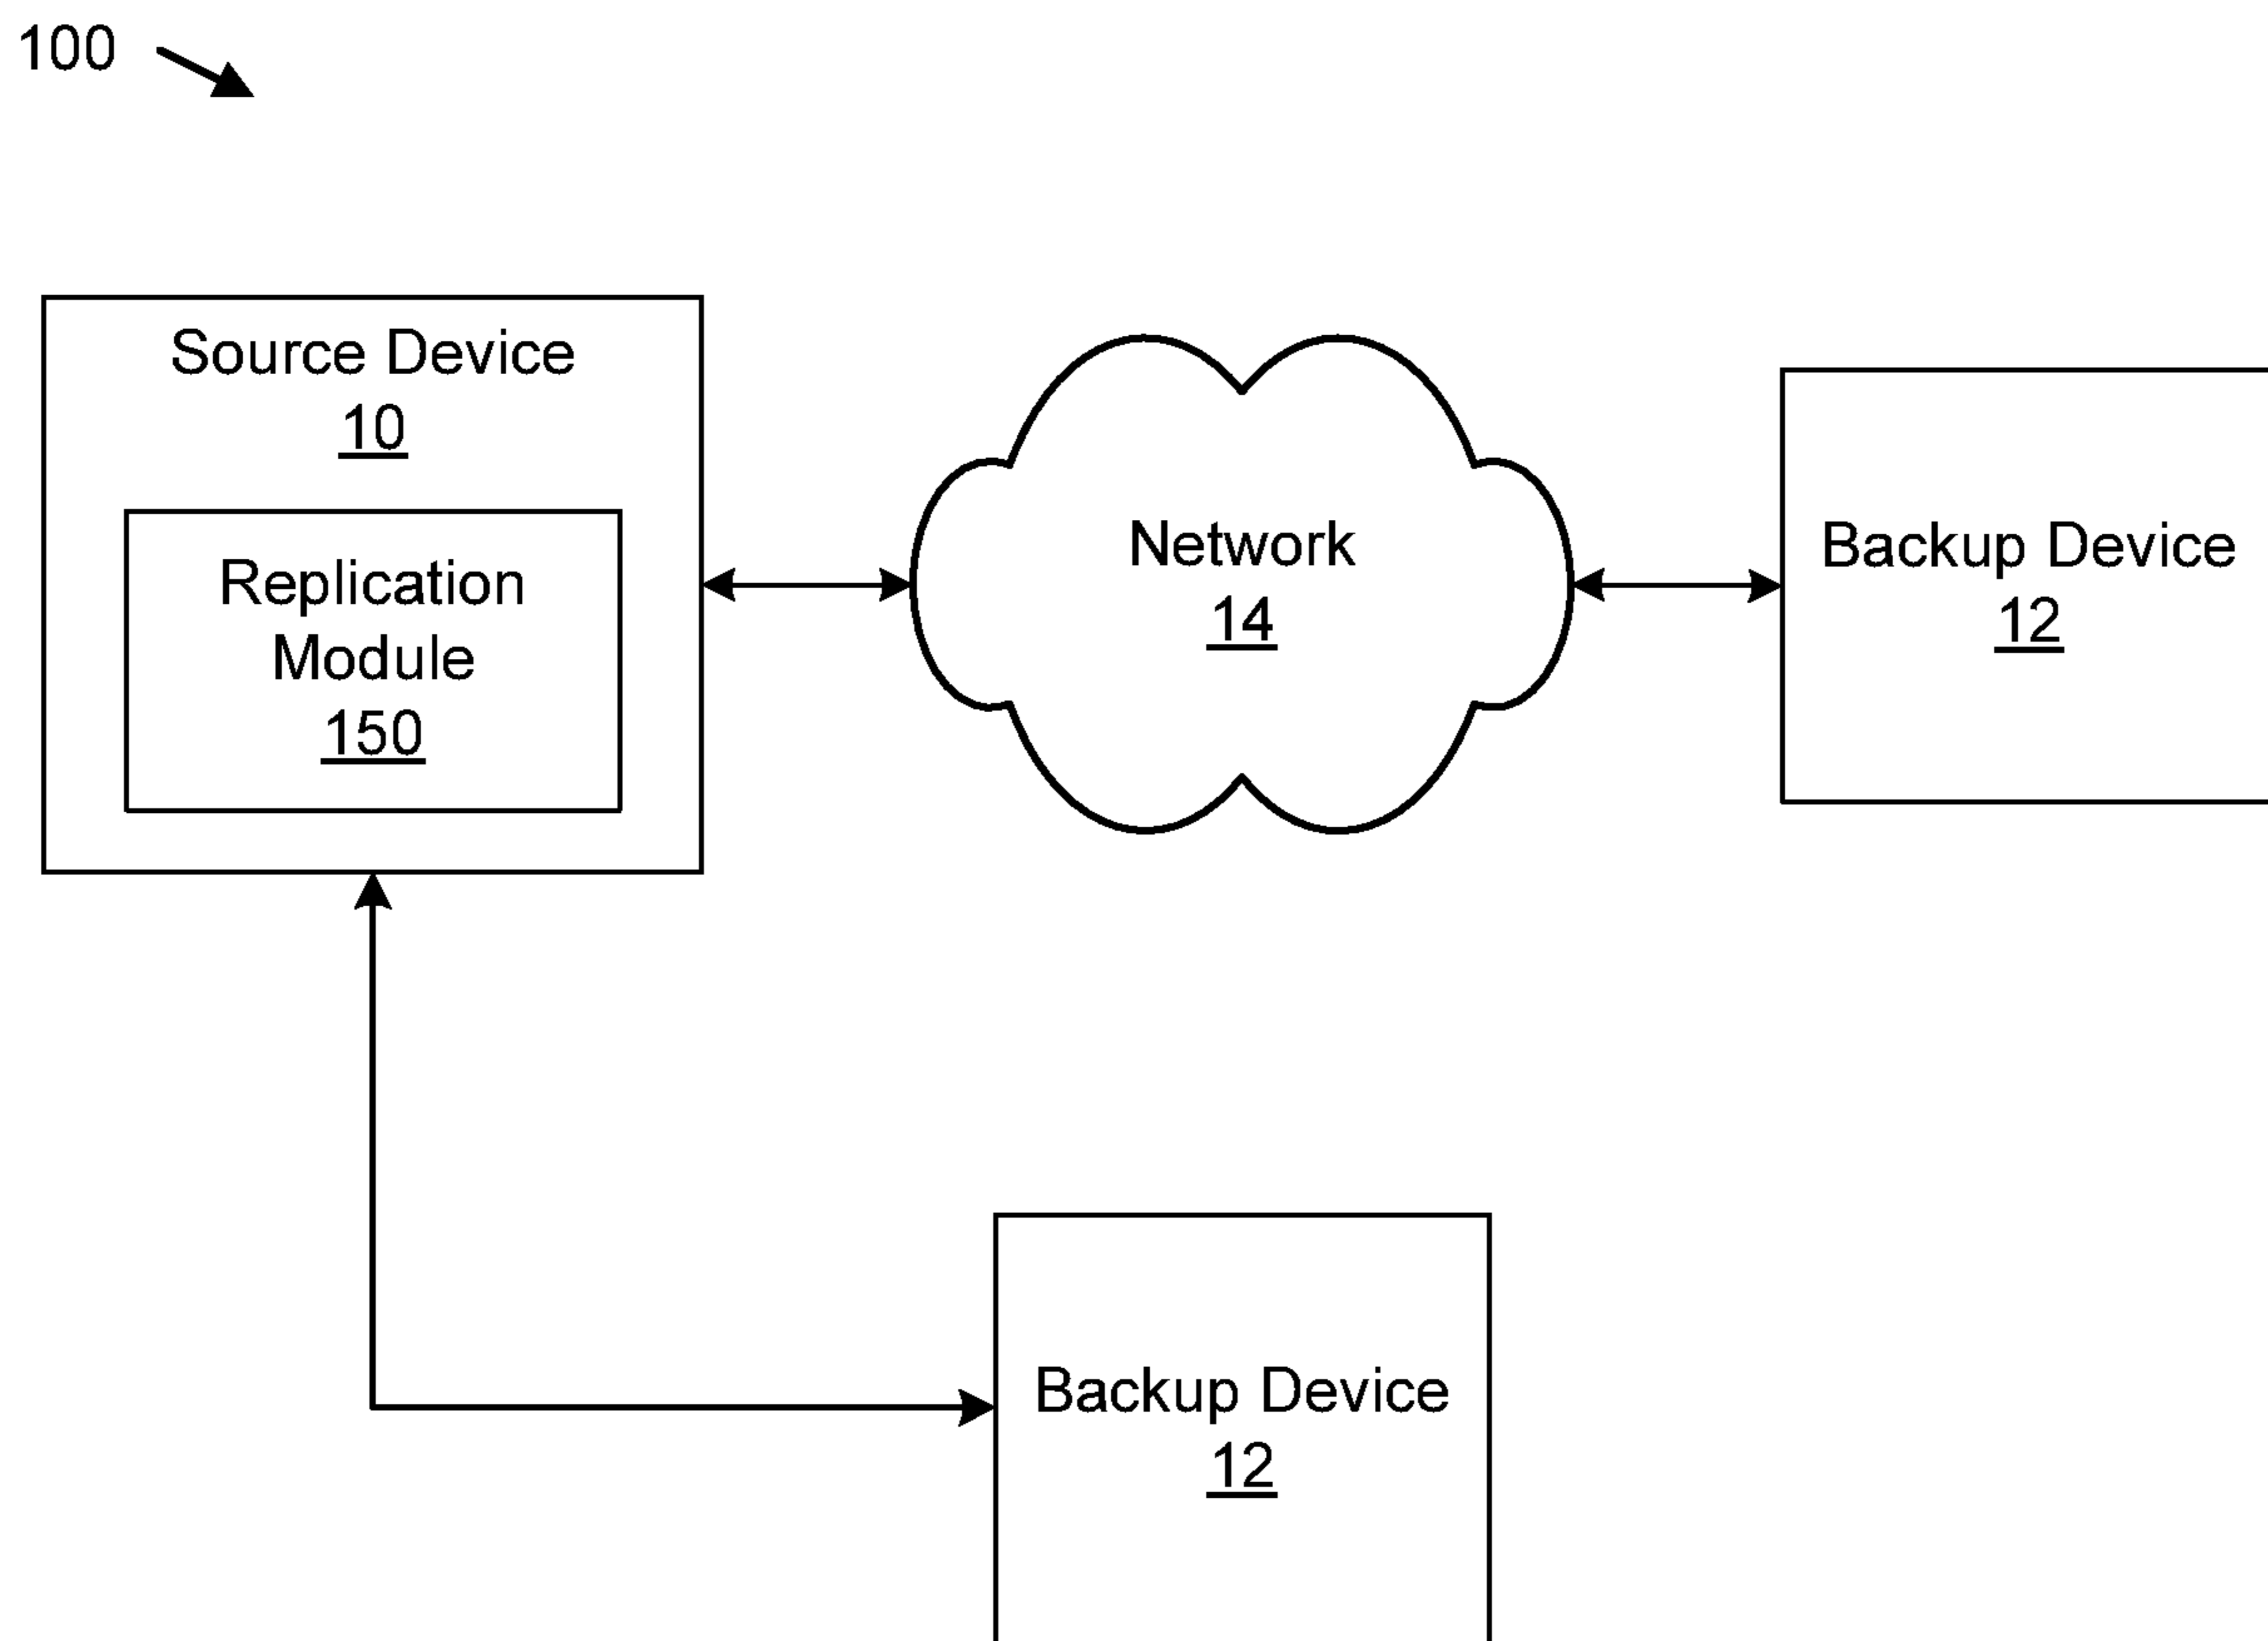 100
Source Device
10
Replication
Module
150
Network
14
Backup Device
12
Backup Device
12